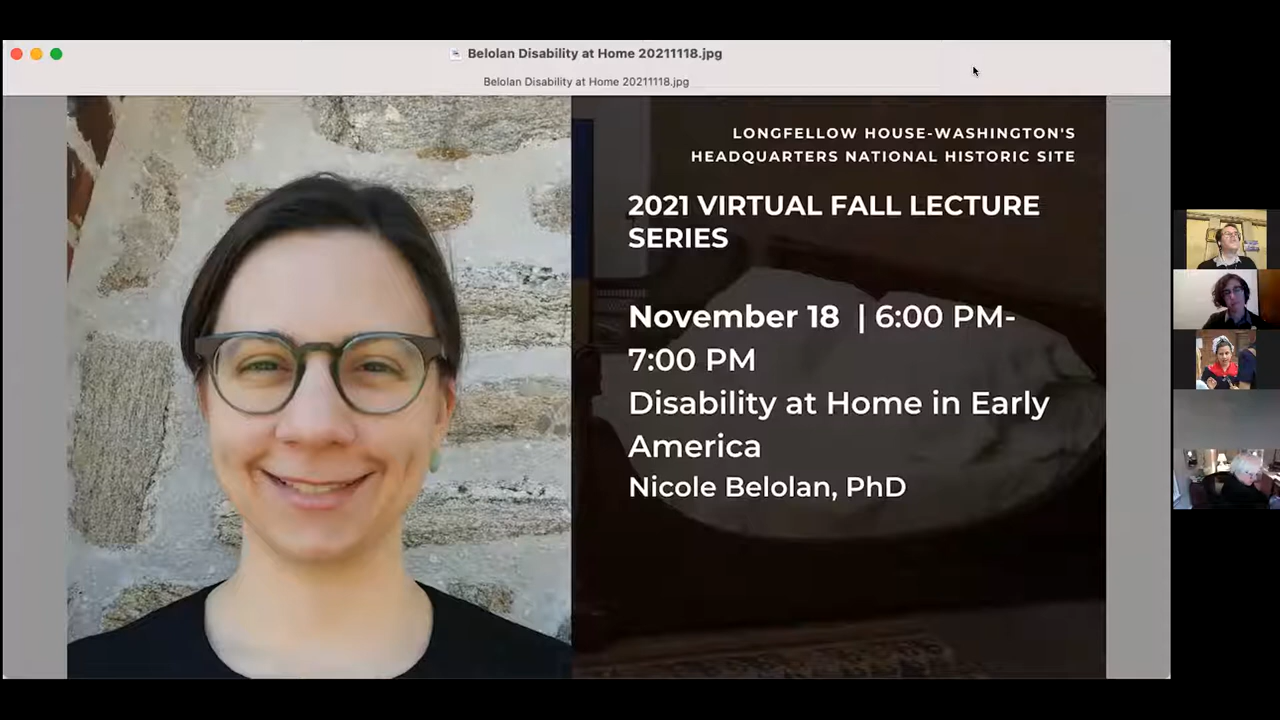 Belolan Disability at Home 20211118.jpg
Belolan Disability at Home 20211118.jpg
LONGFELLOW HOUSE-WASHINGTON'S
HEADQUARTERS NATIONAL HISTORIC SITE
2021 VIRTUAL FALL LECTURE
SERIES
November 18 | 6:00 PM-
7:00 PM
Disability at Home in Early
America
Nicole Belolan, PhD